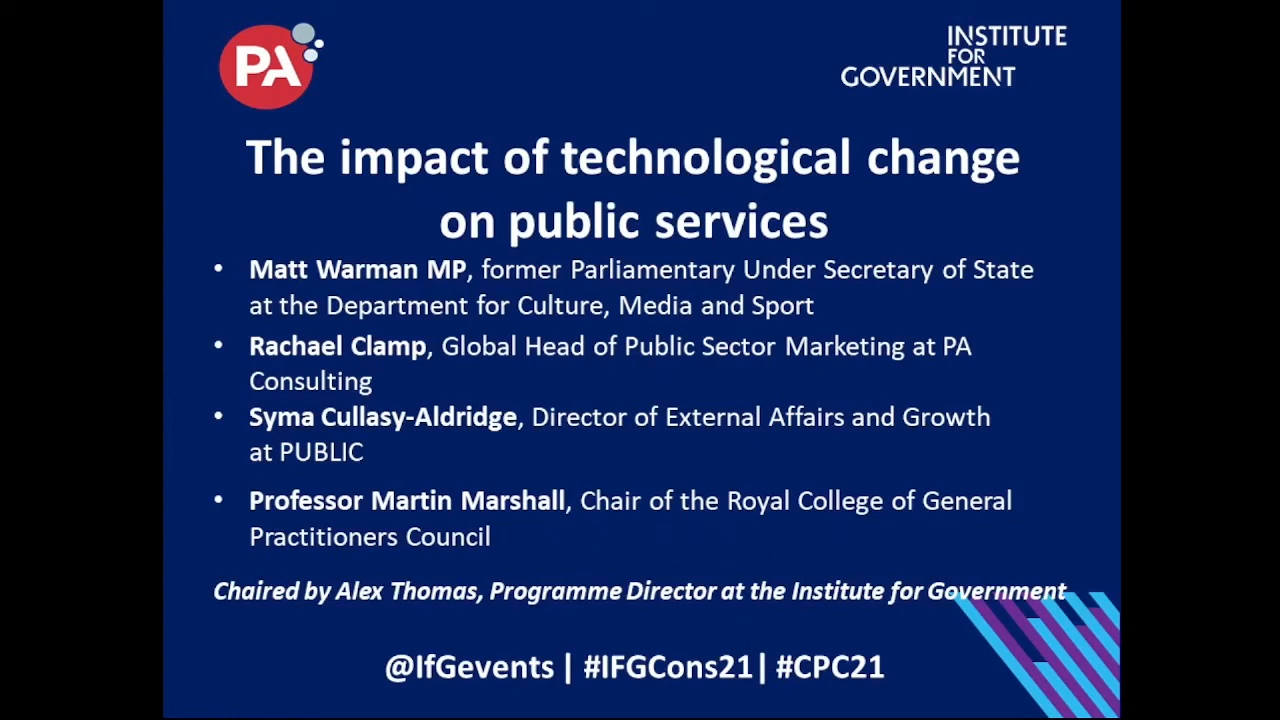 PA
INSTITUTE
FOR
GOVERNMENT
The impact of technological change
on public services
• Matt Warman MP, former Parliamentary Under Secretary of State
at the Department for Culture, Media and Sport
• Rachael Clamp, Global Head of Public Sector Marketing at PA
Consulting
• Syma Cullasy-Aldridge, Director of External Affairs and Growth
at PUBLIC
• Professor Martin Marshall, Chair of the Royal College of General
Practitioners Council
Chaired by Alex Thomas, Programme Director at the Institute for Government
@IfGevents | #IFGCons21| #CPC21